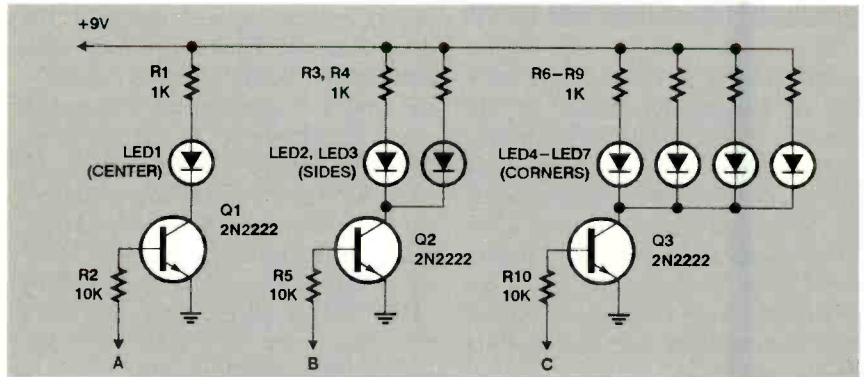 +9V
R1
1K
R3, R4
1K
R6–R9
1K
LED1
(CENTER)
LED2, LED3
(SIDES)
LED4–LED7
(CORNERS)
Q1
2N2222
Q2
2N2222
Q3
2N2222
R2
10K
R5
10K
R10
10K
A
B
C